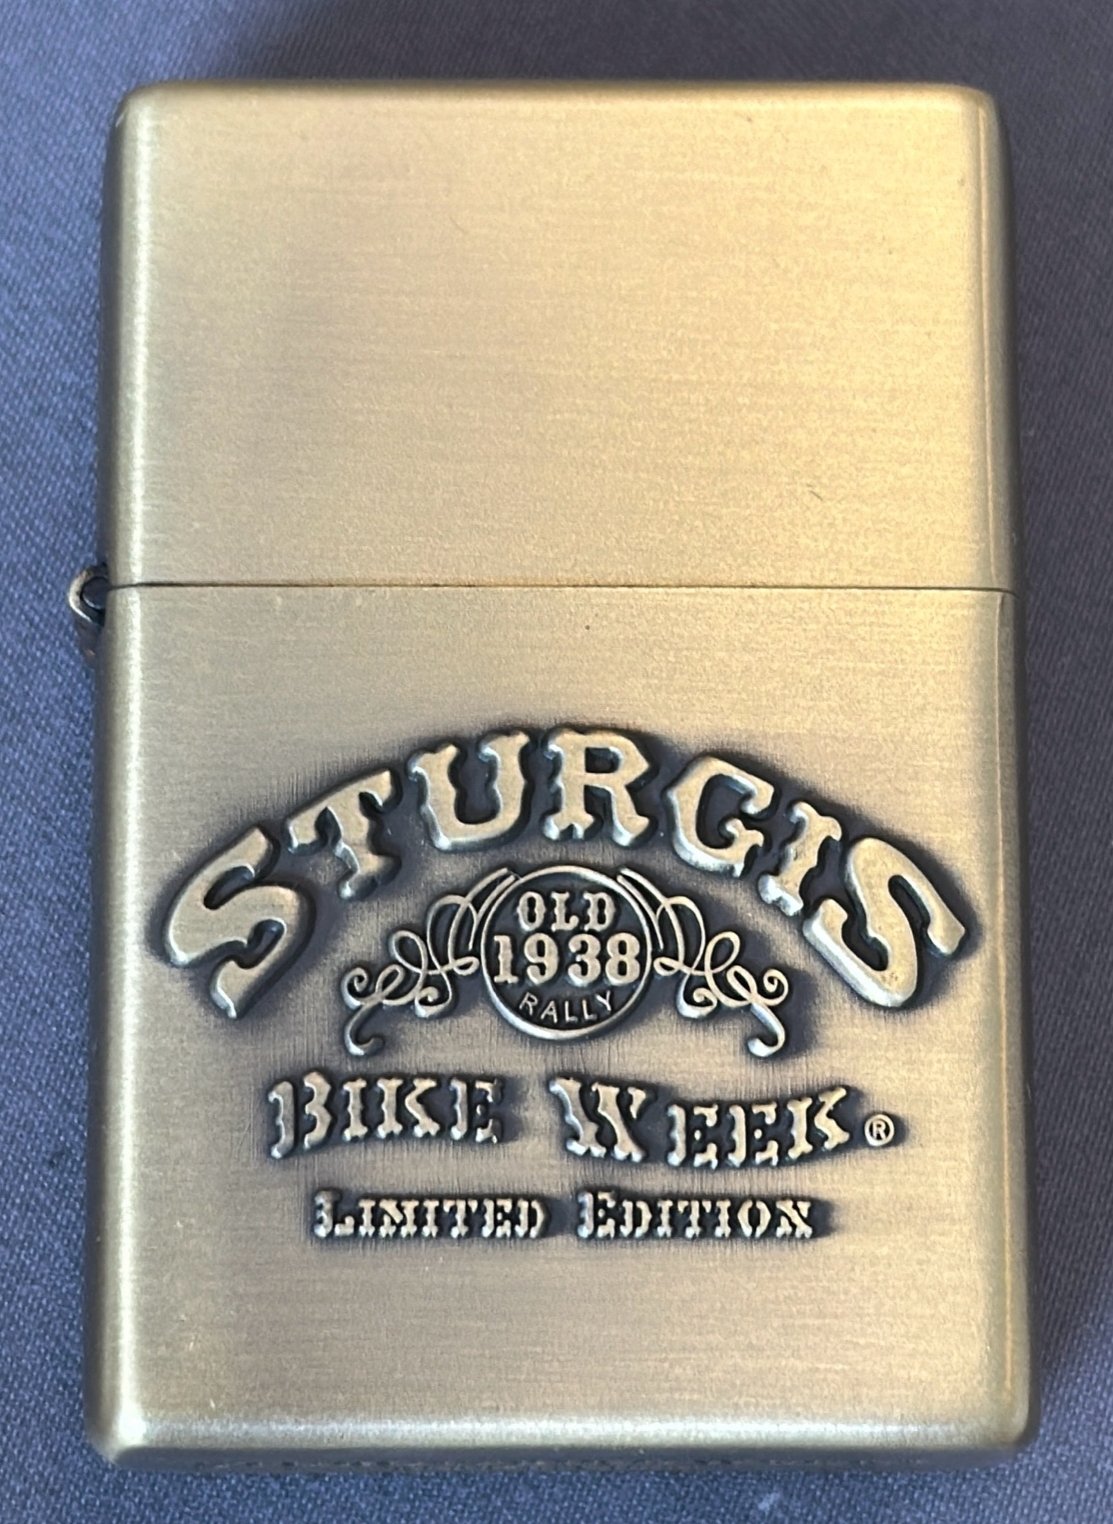 STURGIS
OLD
1938
RALLY
BIKE WEEK®
LIMITED EDITION